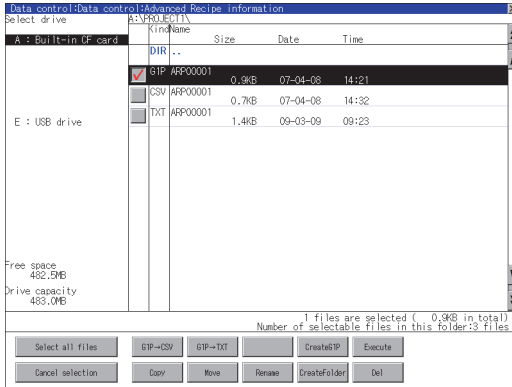 Data control:Data control:Advanced Recipe information
Select drive A:\PROJECT1\
Kind Name
A : Built-in CF card Size Date Time
DIR ..
G1P ARP00001
0.9KB 07-04-08 14:21
CSV ARP00001
0.7KB 07-04-08 14:32
TXT ARP00001
E : USB drive 1.4KB 09-03-09 09:23
Free space
482.5MB
Drive capacity
483.0MB
1 files are selected ( 0.9KB in total)
Number of selectable files in this folder:3 files
Select all files G1P→CSV G1P→TXT CreateG1P Execute
Cancel selection Copy Move Rename CreateFolder Del